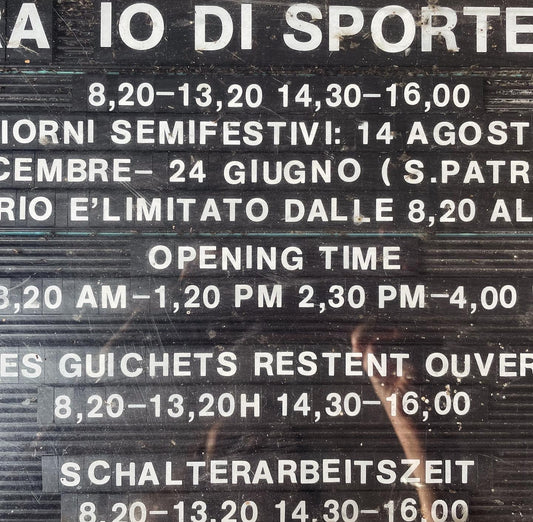 RA IO DI SPORTE
8,20–13,20 14,30–16,00
IORNI SEMIFESTIVI: 14 AGOST
CEMBRE– 24 GIUGNO ( S.PATR
RIO E'LIMITATO DALLE 8,20 AL
OPENING TIME
8,20 AM–1,20 PM 2,30 PM–4,00
ES GUICHETS RESTENT OUVER
8,20–13,20H 14,30–16,00
SCHALTERARBEITSZEIT
8,20–13,20 14,30–16,00